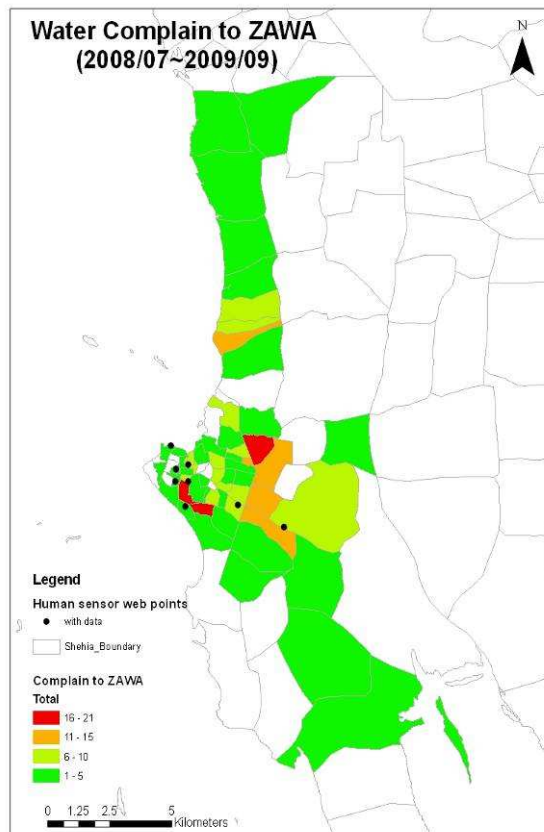 Water Complain to ZAWA
(2008/07~2009/09)
N
Legend
Human sensor web points
with data
Shehia_Boundary
Complain to ZAWA
Total
16 - 21
11 - 15
6 - 10
1 - 5
0 1.25 2.5 5
Kilometers